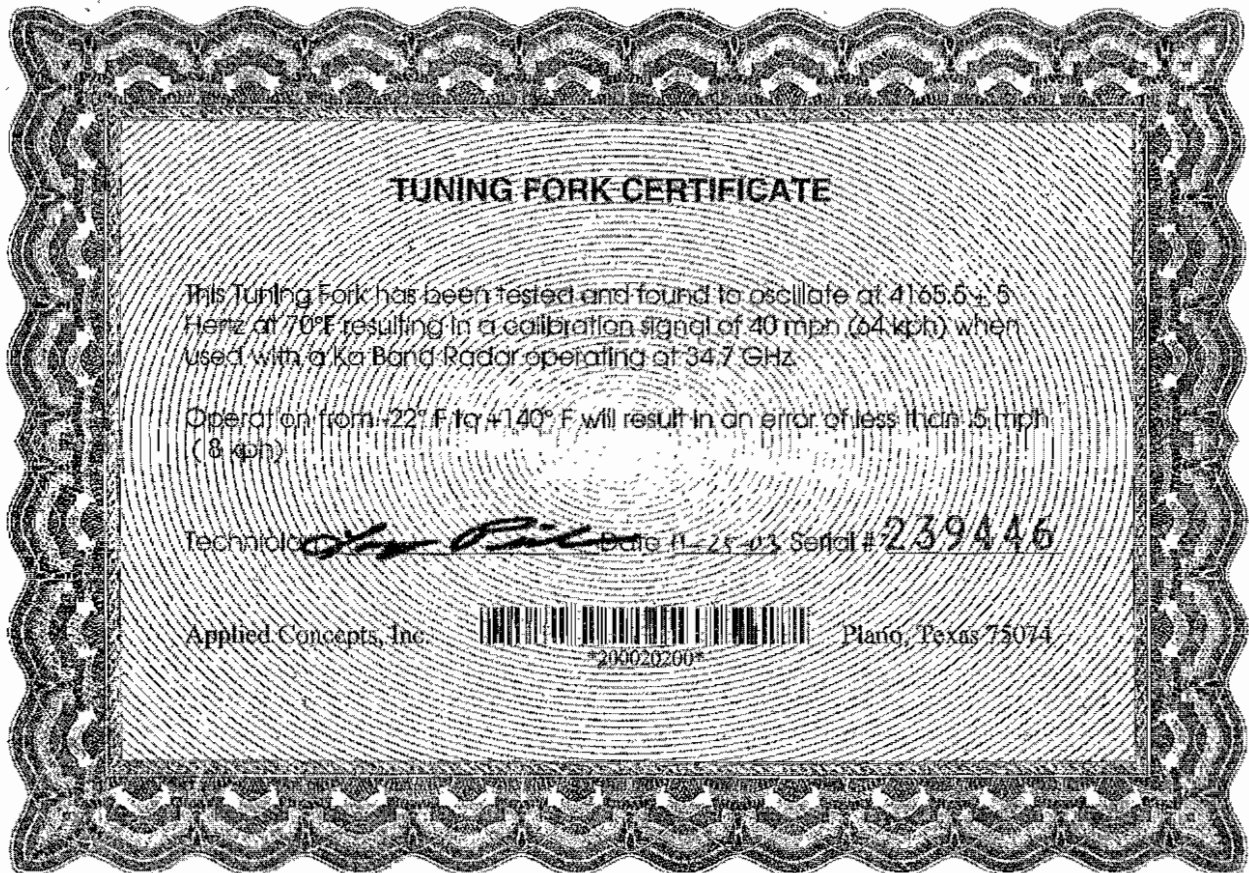 TUNING FORK CERTIFICATE
This Tuning Fork has been tested and found to oscillate at 4165.5 ± 5
Hertz at 70°F resulting in a calibration signal of 40 mph (64 kph) when
used with a Ka Band Radar operating at 34.7 GHz.
Operation from -22° F to +140° F will result in an error of less than .5 mph
(.8 kph)
Technician Date 11-25-03 Serial # 239446
Applied Concepts, Inc. Plano, Texas 75074
*200020200*